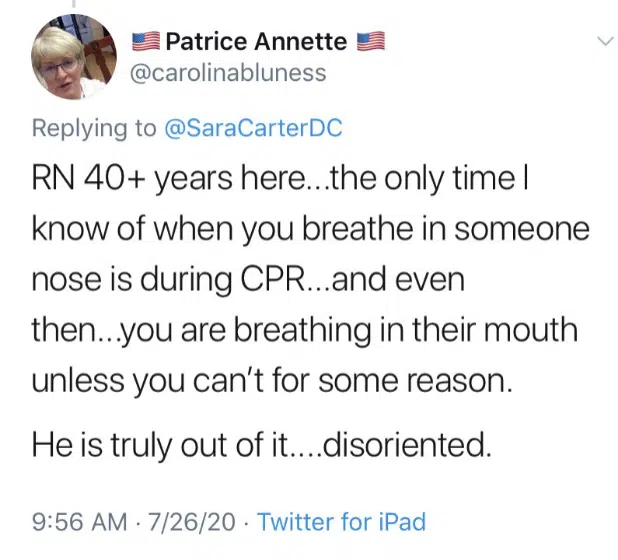 🇺🇸 Patrice Annette 🇺🇸
@carolinabluness
Replying to @SaraCarterDC
RN 40+ years here...the only time I
know of when you breathe in someone
nose is during CPR...and even
then...you are breathing in their mouth
unless you can’t for some reason.
He is truly out of it....disoriented.
9:56 AM · 7/26/20 · Twitter for iPad